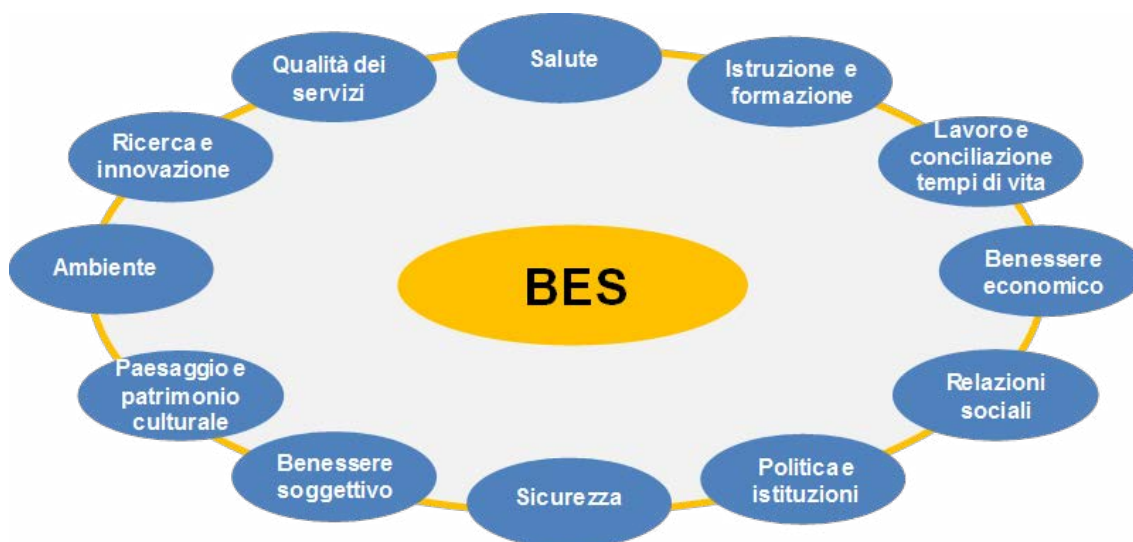 Salute
Qualità dei
servizi
Istruzione e
formazione
Ricerca e
innovazione
Lavoro e
conciliazione
tempi di vita
Ambiente
BES
Benessere
economico
Paesaggio e
patrimonio
culturale
Relazioni
sociali
Benessere
soggettivo
Sicurezza
Politica e
istituzioni